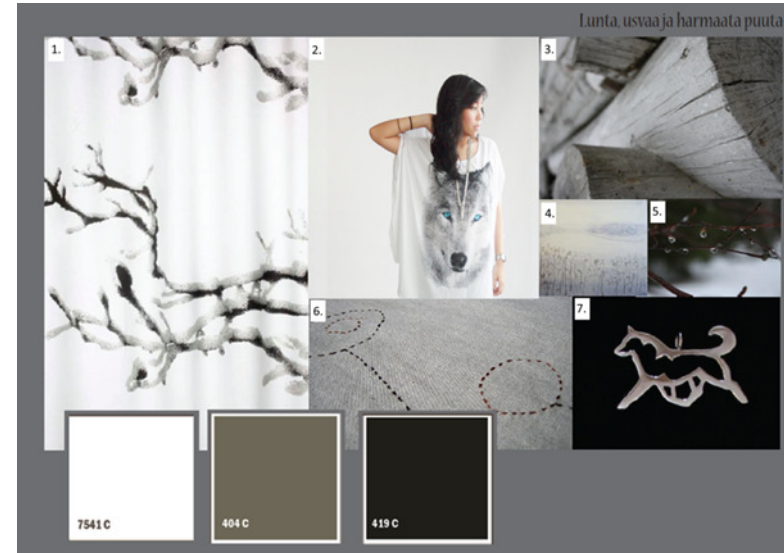 Lunta, usvaa ja harmaata puuta
1.
2.
3.
4.
5.
6.
7.
7541 C
404 C
419 C